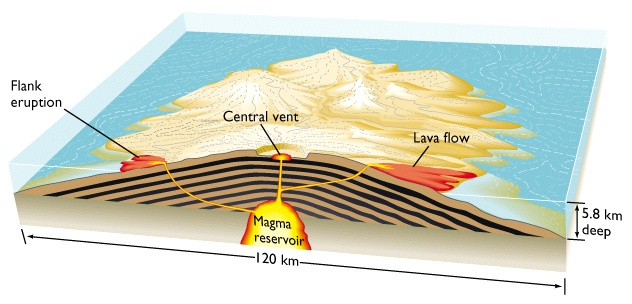 Flank
eruption
Central vent
Lava flow
Magma
reservoir
5.8 km
deep
120 km